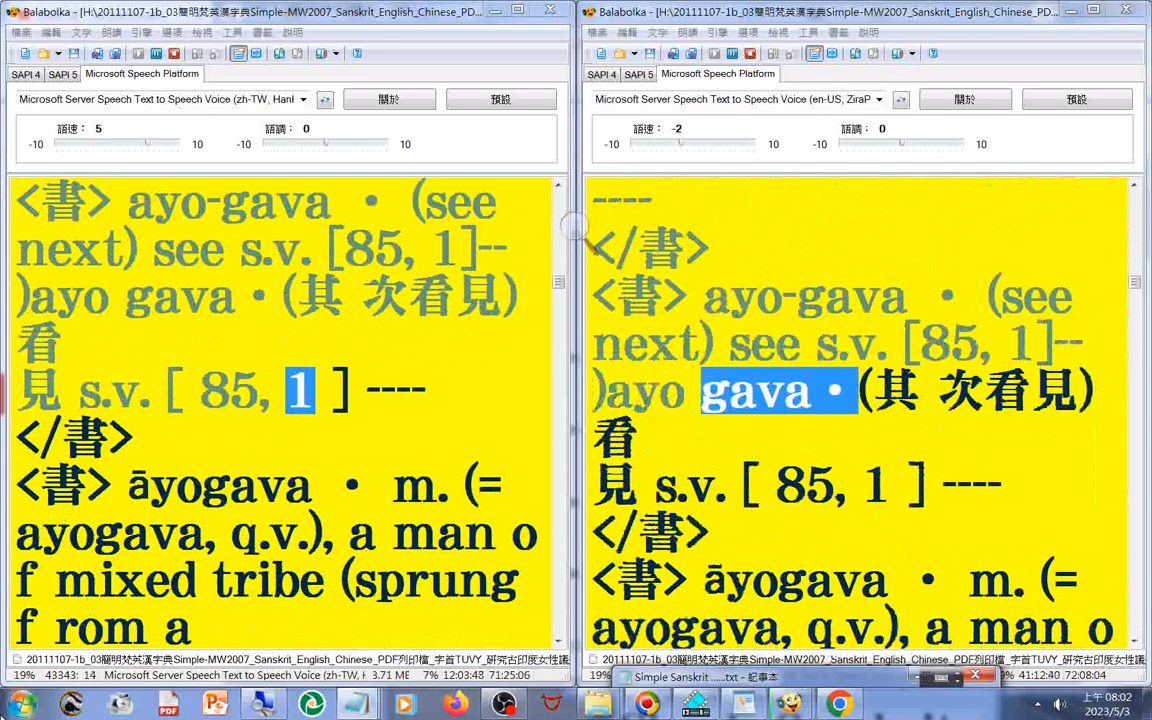 Balabolka - [H:\20111107-1b_03簡明梵英漢字典Simple-MW2007_Sanskrit_English_Chinese_PD...
檔案 編輯 文字 朗讀 引擎 選項 檢視 工具 書籤 說明
SAPI 4 SAPI 5 Microsoft Speech Platform
Microsoft Server Speech Text to Speech Voice (zh-TW, Hanl
關於 預設
語速： 5 語調： 0
-10 10 -10 10
<書> ayo-gava • (see
next) see s.v. [85, 1]--
)ayo gava •(其 次看見)
看
見 s.v. [ 85, 1 ] ----
</書>
<書> āyogava • m. (=
ayogava, q.v.), a man o
f mixed tribe (sprung
f rom a
20111107-1b_03簡明梵英漢字典Simple-MW2007_Sanskrit_English_Chinese_PDF列印檔_字首TUVY_研究古印度女性議
19% 43343: 14 Microsoft Server Speech Text to Speech Voice (zh-TW, H 3.71 ME 7% 12:03:48 71:25:06
Balabolka - [H:\20111107-1b_03簡明梵英漢字典Simple-MW2007_Sanskrit_English_Chinese_PD...
檔案 編輯 文字 朗讀 引擎 選項 檢視 工具 書籤 說明
SAPI 4 SAPI 5 Microsoft Speech Platform
Microsoft Server Speech Text to Speech Voice (en-US, ZiraP
關於 預設
語速： -2 語調： 0
-10 10 -10 10
----
</書>
<書> ayo-gava • (see
next) see s.v. [85, 1]--
)ayo gava •(其 次看見)
看
見 s.v. [ 85, 1 ] ----
</書>
<書> āyogava • m. (=
ayogava, q.v.), a man o
20111107-1b_03簡明梵英漢字典Simple-MW2007_Sanskrit_English_Chinese_PDF列印檔_字首TUVY_研究古印度女性議
19% Simple Sanskrit ......txt - 記事本 9% 41:12:40 72:08:04
上午 08:02
2023/5/3